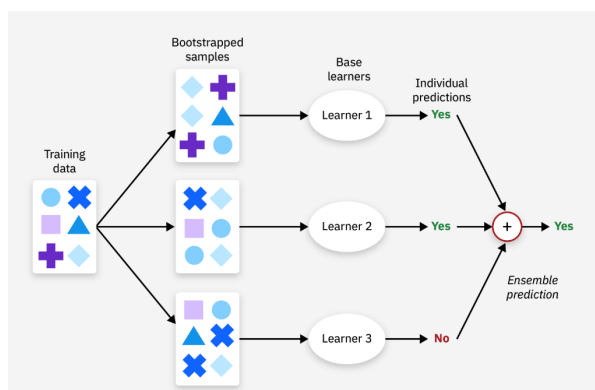 Bootstrapped
samples
Base
learners
Individual
predictions
Learner 1
Yes
Training
data
Learner 2
Yes
+
Yes
Ensemble
prediction
Learner 3
No